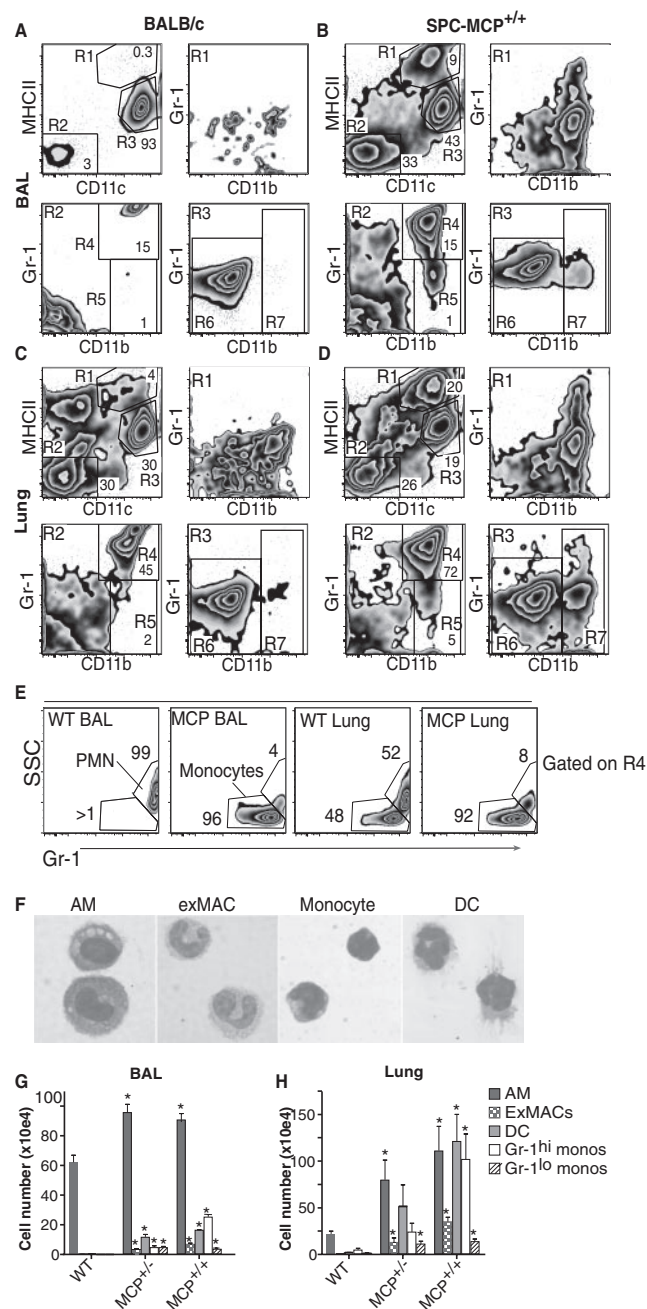 BALB/c
SPC-MCP+/+
A
R1
0.3
MHCII
R2
3
R3
93
CD11c
Gr-1
CD11b
B
R1
9
MHCII
R2
33
43
R3
CD11c
R1
Gr-1
CD11b
BAL
R2
R4
15
R5
1
Gr-1
CD11b
R3
Gr-1
R6
R7
CD11b
R2
R4
15
R5
1
Gr-1
CD11b
R3
Gr-1
R6
R7
CD11b
C
R1
4
MHCII
R2
30
30
R3
CD11c
R1
Gr-1
CD11b
D
R1
20
MHCII
R2
26
19
R3
CD11c
R1
Gr-1
CD11b
Lung
R2
R4
45
R5
2
Gr-1
CD11b
R3
Gr-1
R6
R7
CD11b
R2
R4
72
R5
5
Gr-1
CD11b
R3
Gr-1
R6
R7
CD11b
E
SSC
WT BAL
PMN
99
>1
MCP BAL
4
Monocytes
96
WT Lung
52
48
MCP Lung
8
92
Gated on R4
Gr-1
F
AM
exMAC
Monocyte
DC
G
BAL
Cell number (x10e4)
100
80
60
40
20
0
* * * * * * * * *
WT
MCP+/-
MCP+/+
H
Lung
Cell number (x10e4)
150
100
50
0
* * * * * * * *
WT
MCP+/-
MCP+/+
AM
ExMACs
DC
Gr-1hi monos
Gr-1lo monos